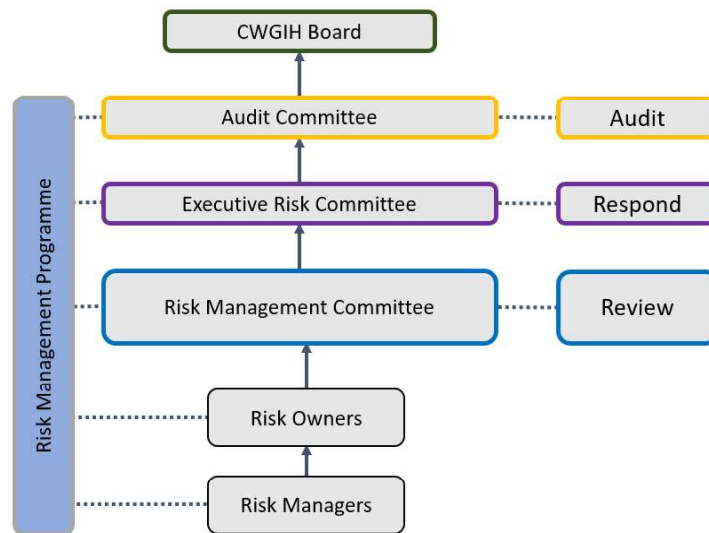 CWGIH Board
Audit Committee
Audit
Executive Risk Committee
Respond
Risk Management Committee
Review
Risk Owners
Risk Managers
Risk Management Programme